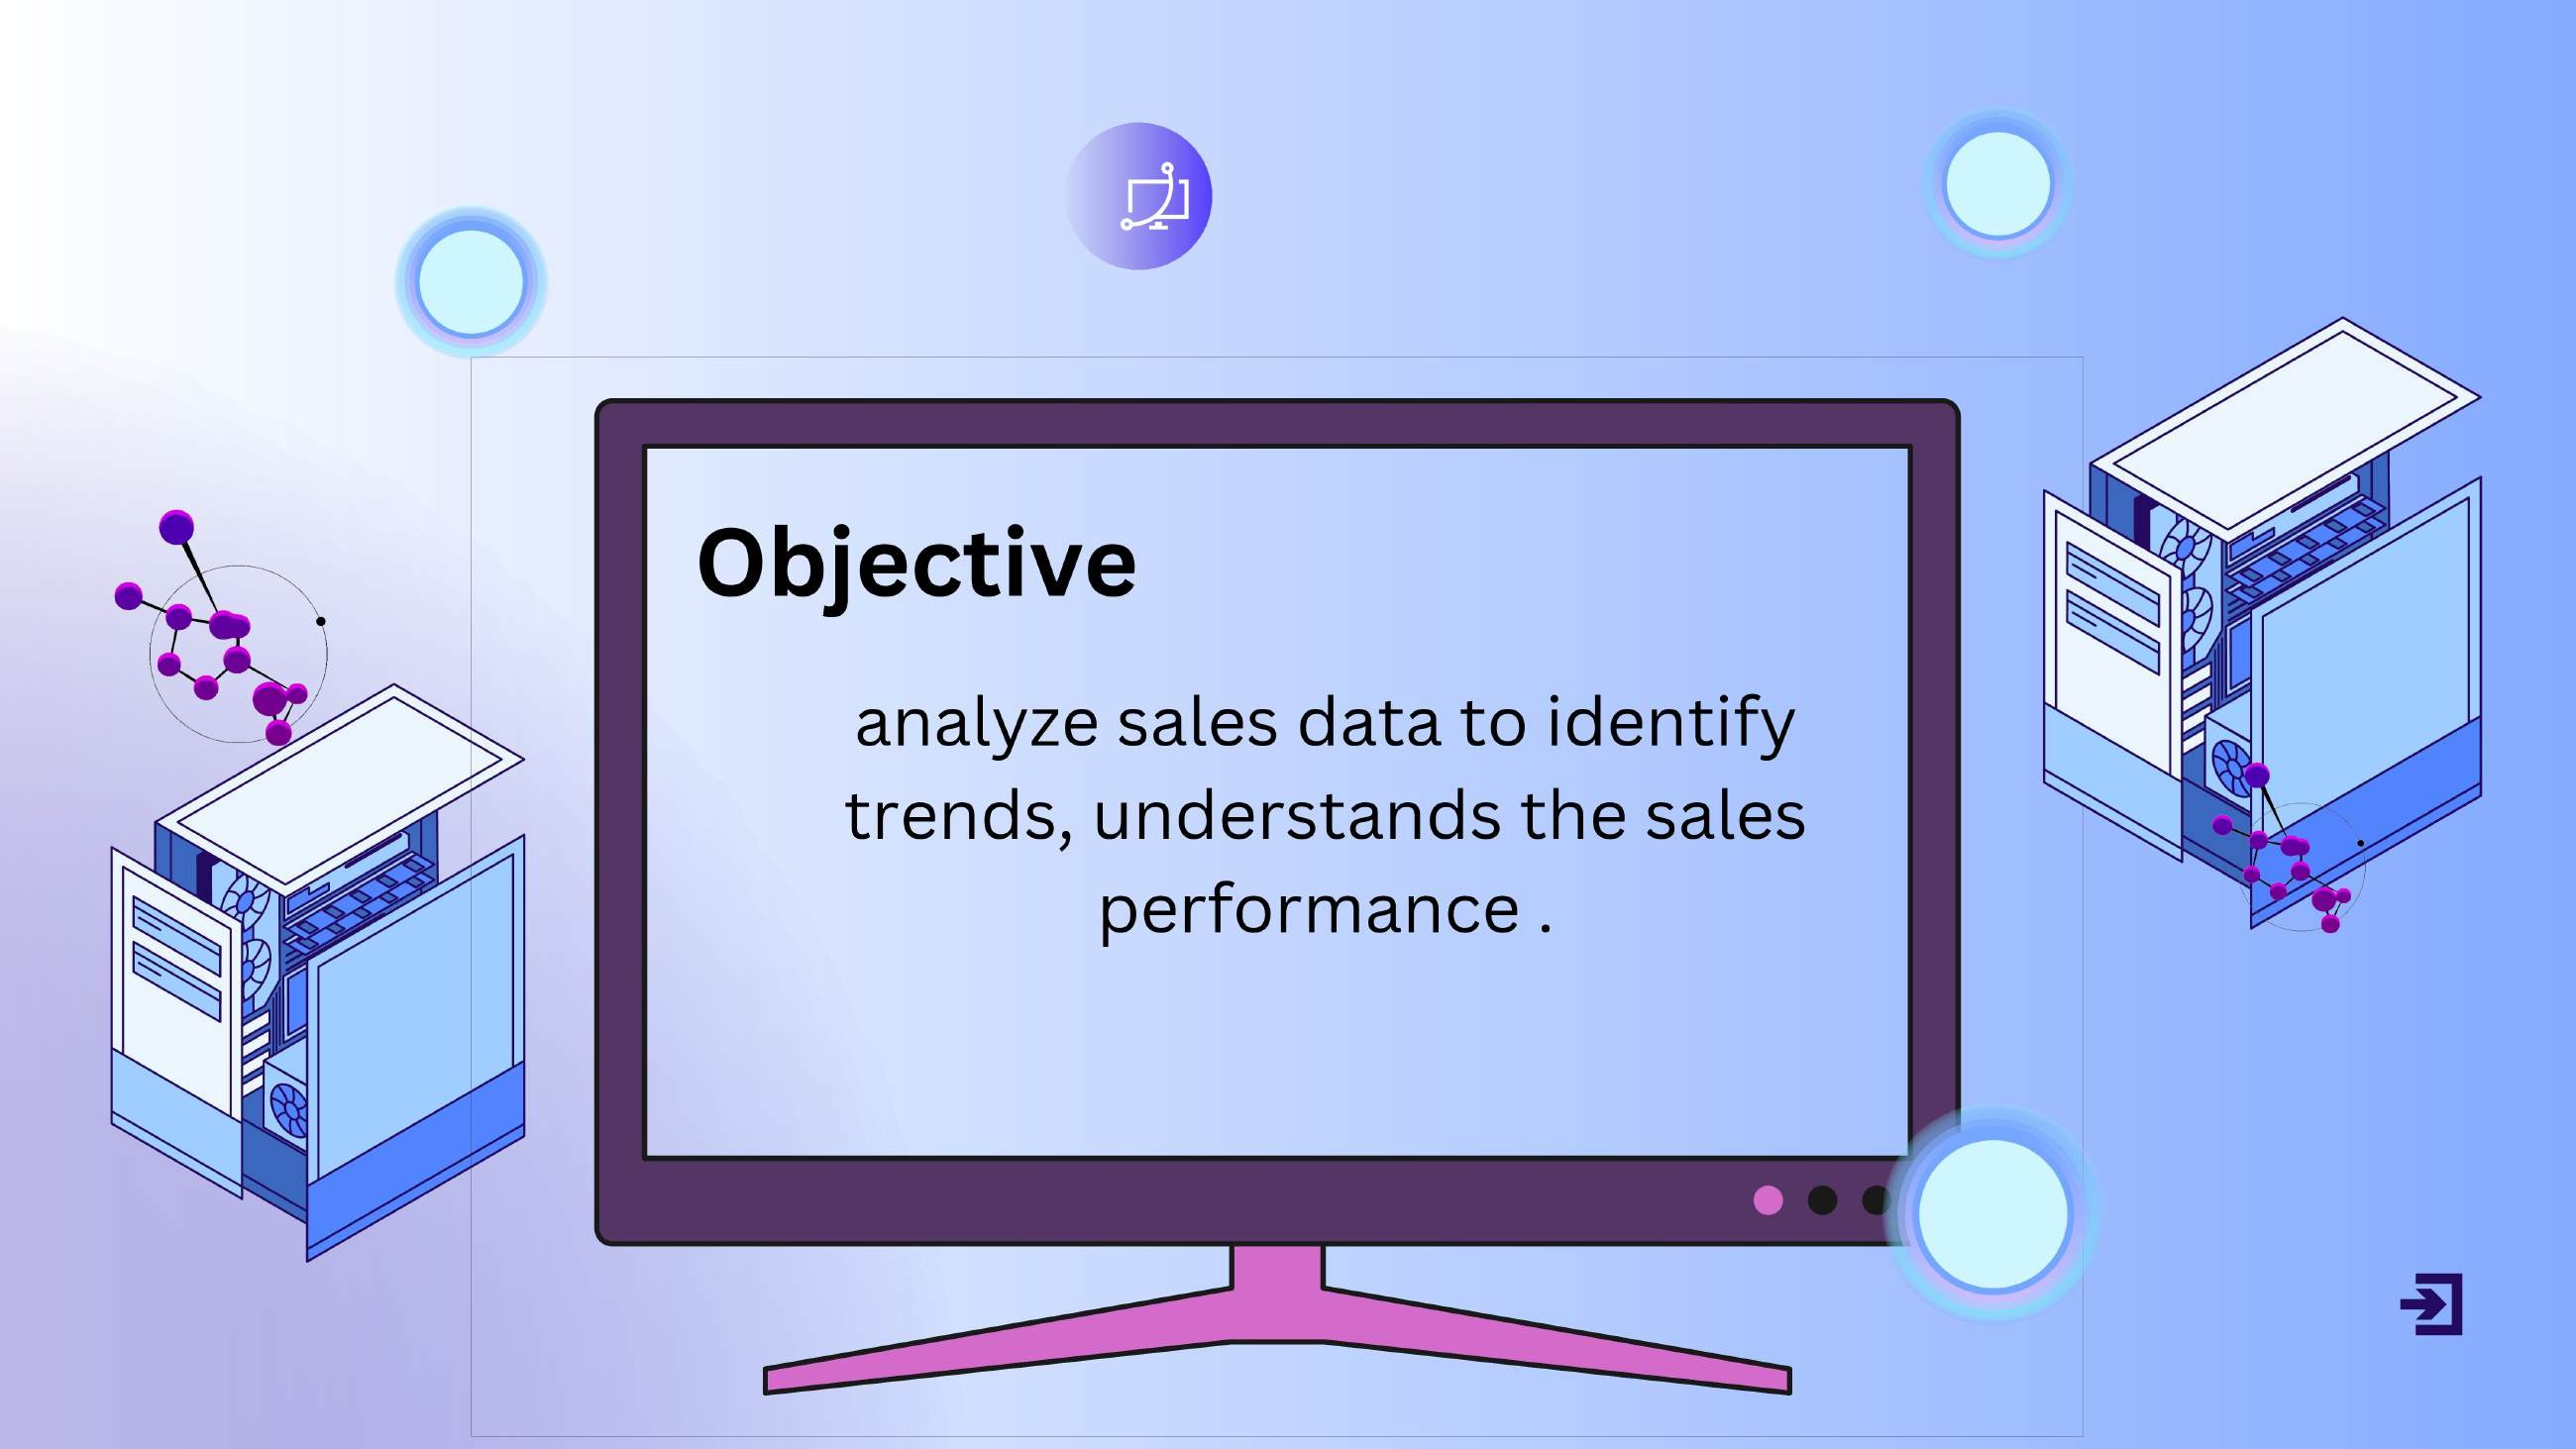 Objective
analyze sales data to identify
trends, understands the sales
performance .